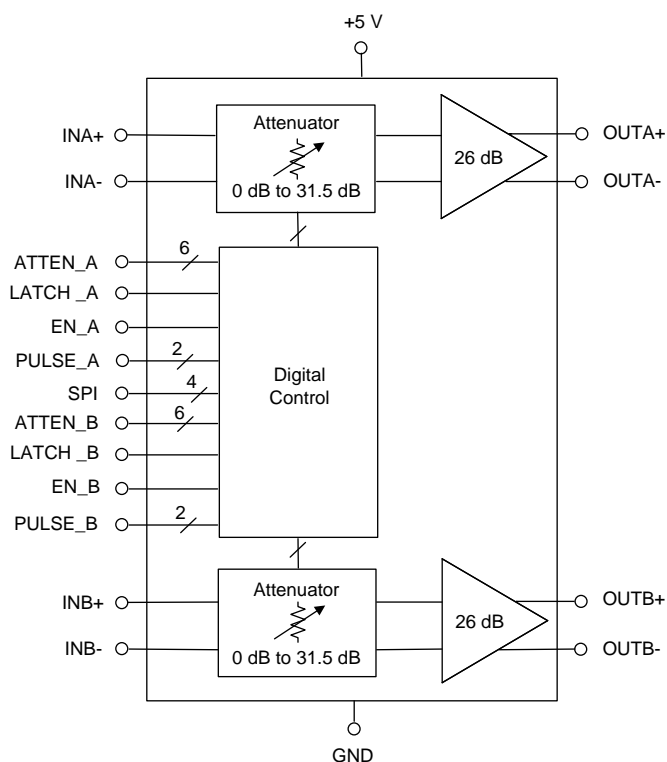 +5 V
INA+
INA-
Attenuator
0 dB to 31.5 dB
26 dB
OUTA+
OUTA-
ATTEN_A
6
LATCH _A
EN_A
PULSE_A
2
SPI
4
ATTEN_B
6
LATCH _B
EN_B
PULSE_B
2
Digital
Control
INB+
INB-
Attenuator
0 dB to 31.5 dB
26 dB
OUTB+
OUTB-
GND